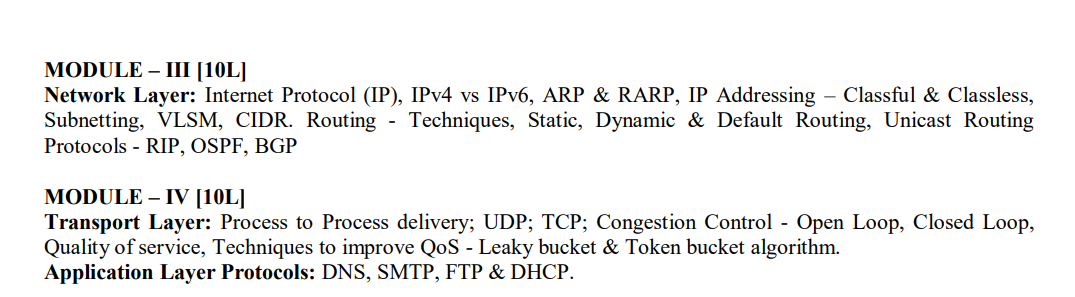 MODULE – III [10L]
Network Layer: Internet Protocol (IP), IPv4 vs IPv6, ARP & RARP, IP Addressing – Classful & Classless,
Subnetting, VLSM, CIDR. Routing - Techniques, Static, Dynamic & Default Routing, Unicast Routing
Protocols - RIP, OSPF, BGP
MODULE – IV [10L]
Transport Layer: Process to Process delivery; UDP; TCP; Congestion Control - Open Loop, Closed Loop,
Quality of service, Techniques to improve QoS - Leaky bucket & Token bucket algorithm.
Application Layer Protocols: DNS, SMTP, FTP & DHCP.